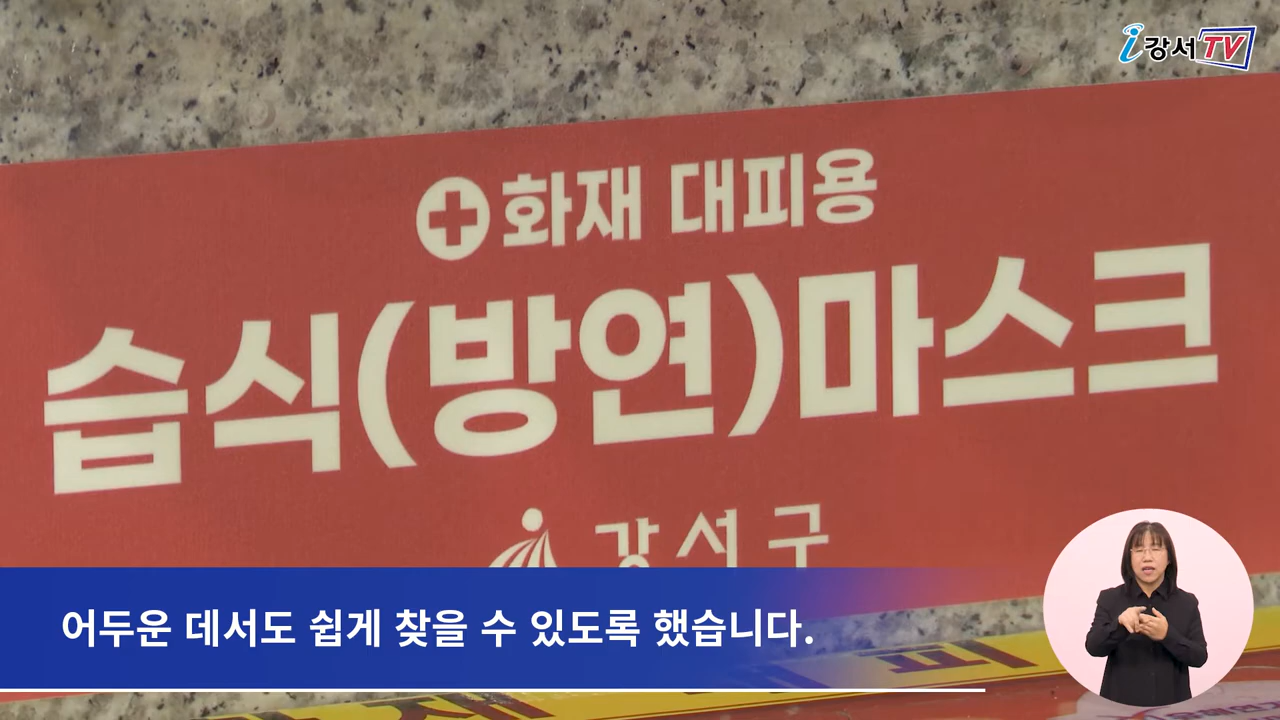 i강서TV
화재 대피용
습식(방연)마스크
강서구
어두운 데서도 쉽게 찾을 수 있도록 했습니다.